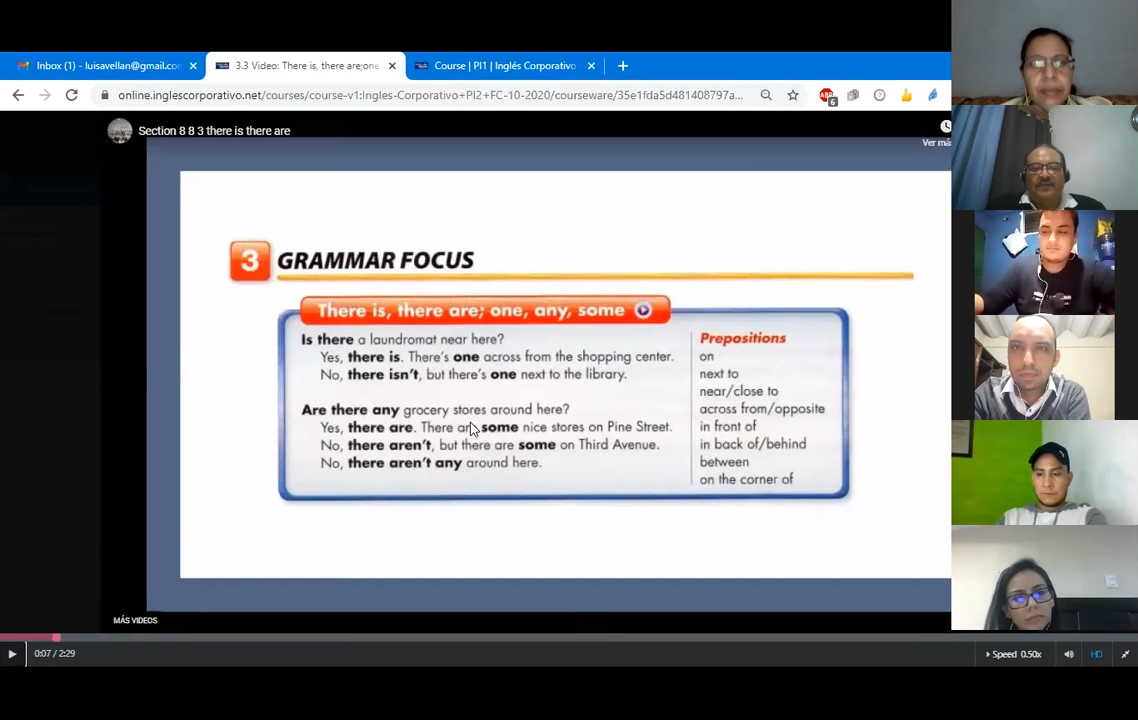 Inbox (1) - luisavellan@gmail.co
3.3 Video: There is, there are;one
Course | PI1 | Inglés Corporativo
online.inglescorporativo.net/courses/course-v1:Ingles-Corporativo+PI2+FC-10-2020/courseware/35e1fda5d481408797a...
ABP
6
Section 8 8 3 there is there are
Ver más
3 GRAMMAR FOCUS
There is, there are; one, any, some
Is there a laundromat near here?
Yes, there is. There's one across from the shopping center.
No, there isn't, but there's one next to the library.
Are there any grocery stores around here?
Yes, there are. There are some nice stores on Pine Street.
No, there aren't, but there are some on Third Avenue.
No, there aren't any around here.
Prepositions
on
next to
near/close to
across from/opposite
in front of
in back of/behind
between
on the corner of
MÁS VIDEOS
0:07 / 2:29
Speed 0.50x
HD